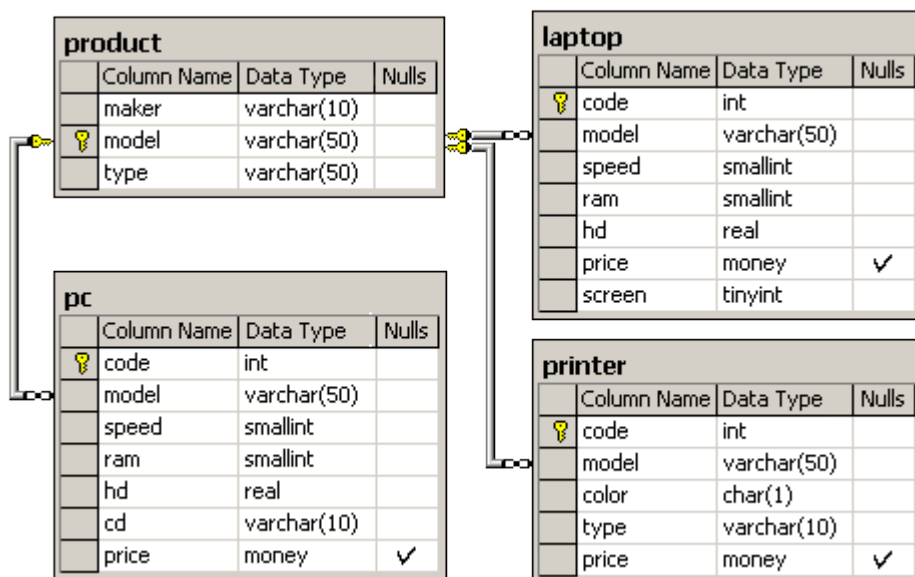 product
Column Name Data Type Nulls
maker varchar(10)
model varchar(50)
type varchar(50)
laptop
Column Name Data Type Nulls
code int
model varchar(50)
speed smallint
ram smallint
hd real
price money ✓
screen tinyint
pc
Column Name Data Type Nulls
code int
model varchar(50)
speed smallint
ram smallint
hd real
cd varchar(10)
price money ✓
printer
Column Name Data Type Nulls
code int
model varchar(50)
color char(1)
type varchar(10)
price money ✓